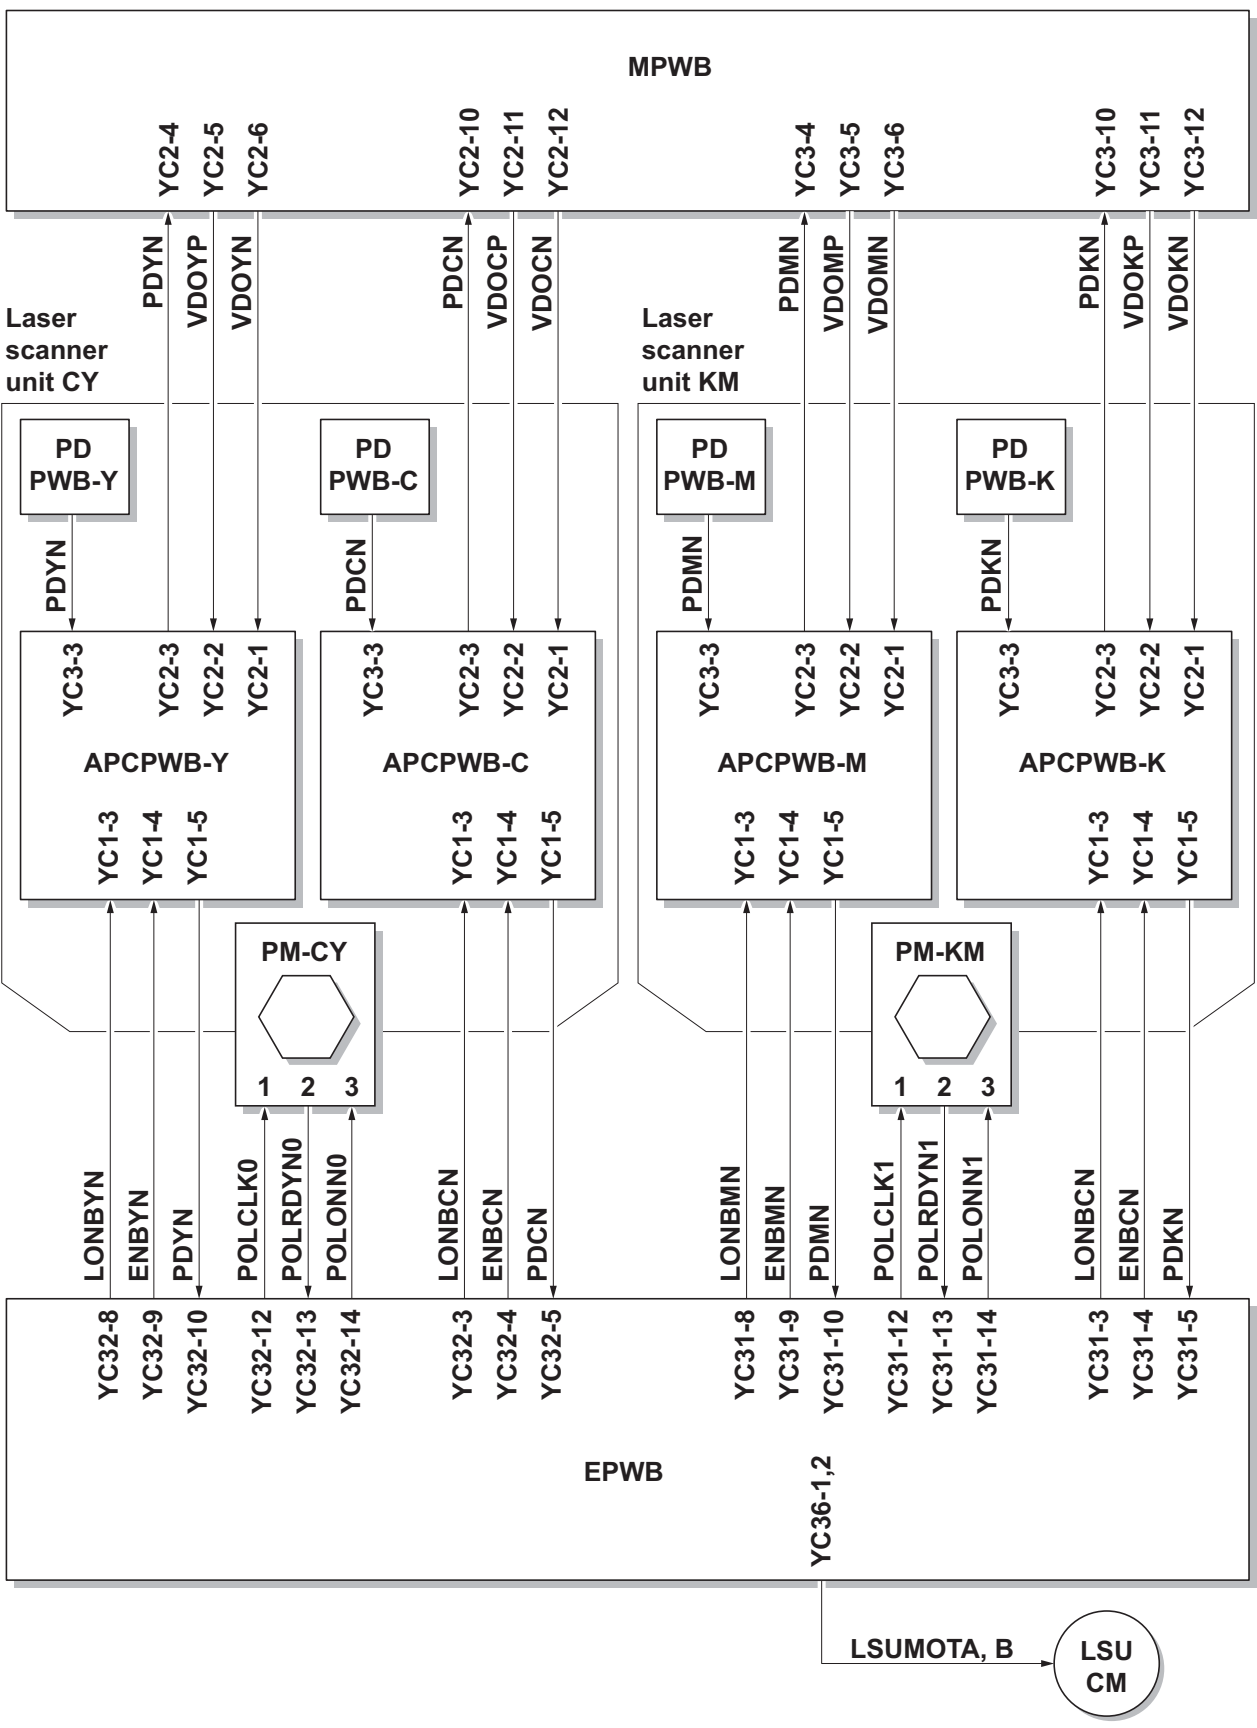 MPWB
YC2-4
YC2-5
YC2-6
YC2-10
YC2-11
YC2-12
YC3-4
YC3-5
YC3-6
YC3-10
YC3-11
YC3-12
PDYN
VDOYP
VDOYN
PDCN
VDOCP
VDOCN
PDMN
VDOMP
VDOMN
PDKN
VDOKP
VDOKN
Laser
scanner
unit CY
Laser
scanner
unit KM
PD
PWB-Y
PD
PWB-C
PD
PWB-M
PD
PWB-K
PDYN
PDCN
PDMN
PDKN
YC3-3
YC2-3
YC2-2
YC2-1
YC3-3
YC2-3
YC2-2
YC2-1
YC3-3
YC2-3
YC2-2
YC2-1
YC3-3
YC2-3
YC2-2
YC2-1
APCPWB-Y
APCPWB-C
APCPWB-M
APCPWB-K
YC1-3
YC1-4
YC1-5
YC1-3
YC1-4
YC1-5
YC1-3
YC1-4
YC1-5
YC1-3
YC1-4
YC1-5
PM-CY
PM-KM
1 2 3
1 2 3
LONBYN
ENBYN
PDYN
POLCLK0
POLRDYN0
POLONN0
LONBCN
ENBCN
PDCN
LONBMN
ENBMN
PDMN
POLCLK1
POLRDYN1
POLONN1
LONBCN
ENBCN
PDKN
YC32-8
YC32-9
YC32-10
YC32-12
YC32-13
YC32-14
YC32-3
YC32-4
YC32-5
YC31-8
YC31-9
YC31-10
YC31-12
YC31-13
YC31-14
YC31-3
YC31-4
YC31-5
EPWB
YC36-1,2
LSUMOTA, B
LSU
CM